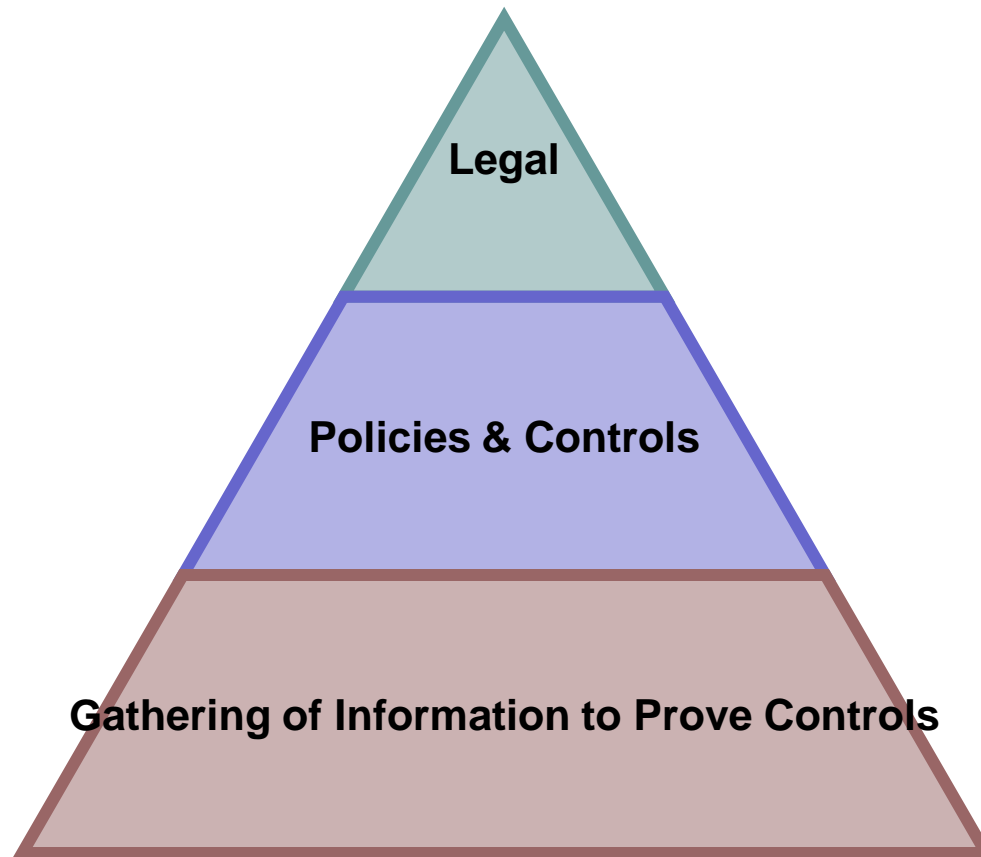 Legal
Policies & Controls
Gathering of Information to Prove Controls